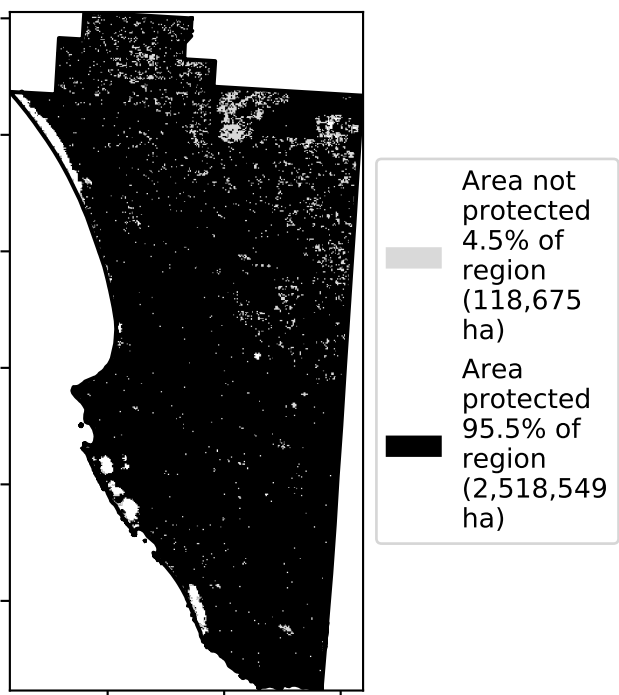 Area not
protected
4.5% of
region
(118,675
ha)
Area
protected
95.5% of
region
(2,518,549
ha)